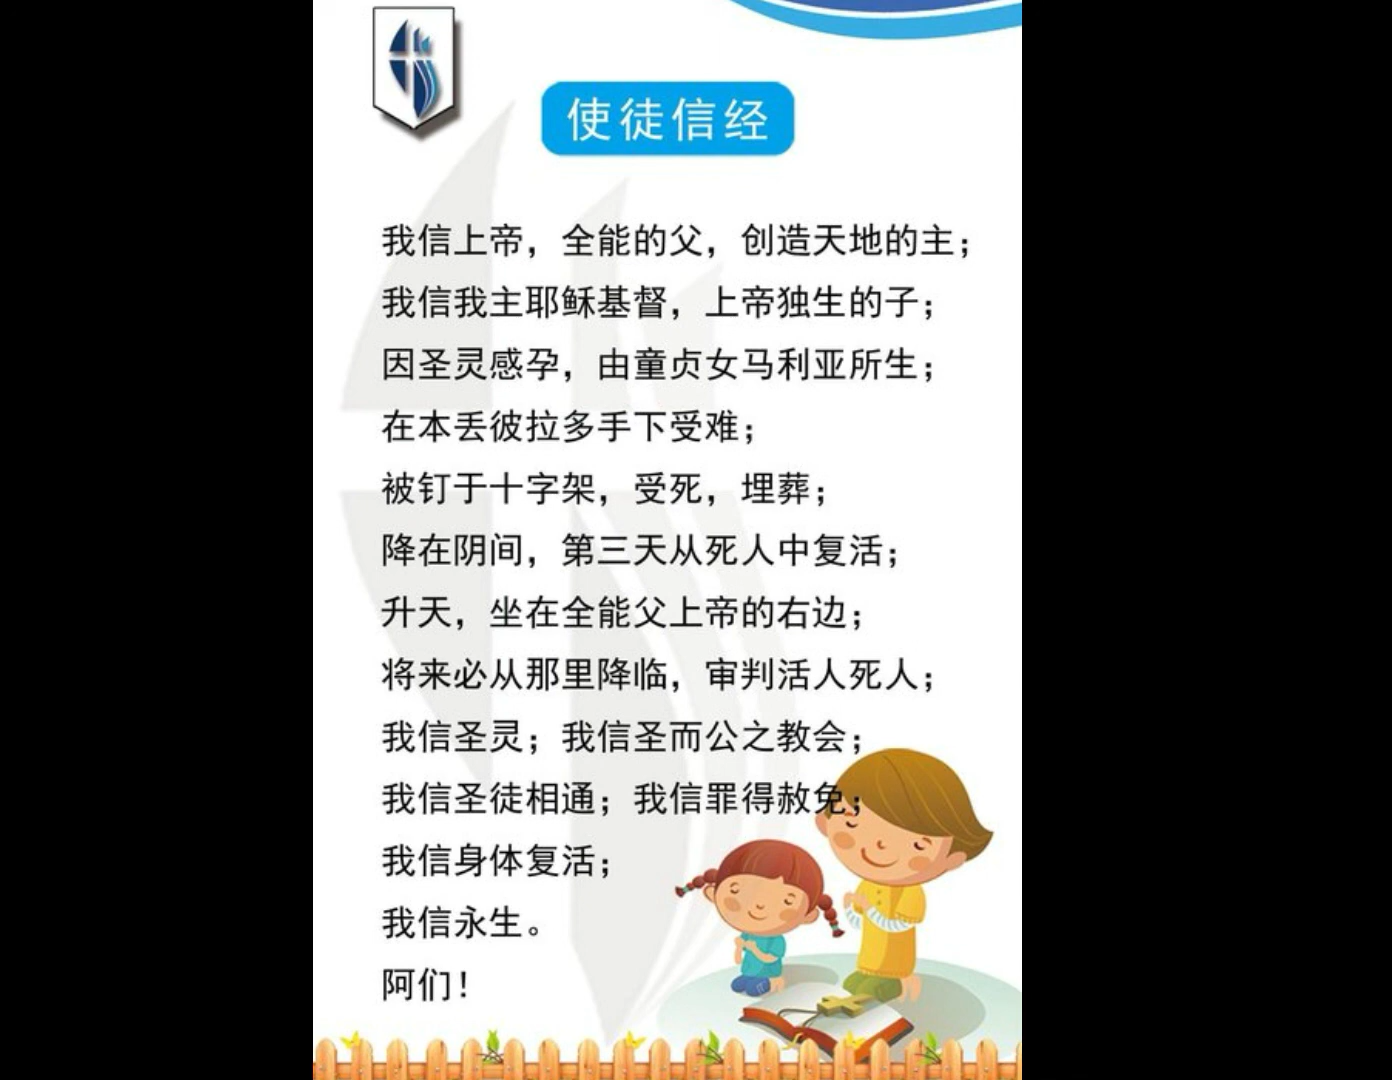 使徒信经
我信上帝，全能的父，创造天地的主；
我信我主耶稣基督，上帝独生的子；
因圣灵感孕，由童贞女马利亚所生；
在本丢彼拉多手下受难；
被钉于十字架，受死，埋葬；
降在阴间，第三天从死人中复活；
升天，坐在全能父上帝的右边；
将来必从那里降临，审判活人死人；
我信圣灵；我信圣而公之教会；
我信圣徒相通；我信罪得赦免；
我信身体复活；
我信永生。
阿们！